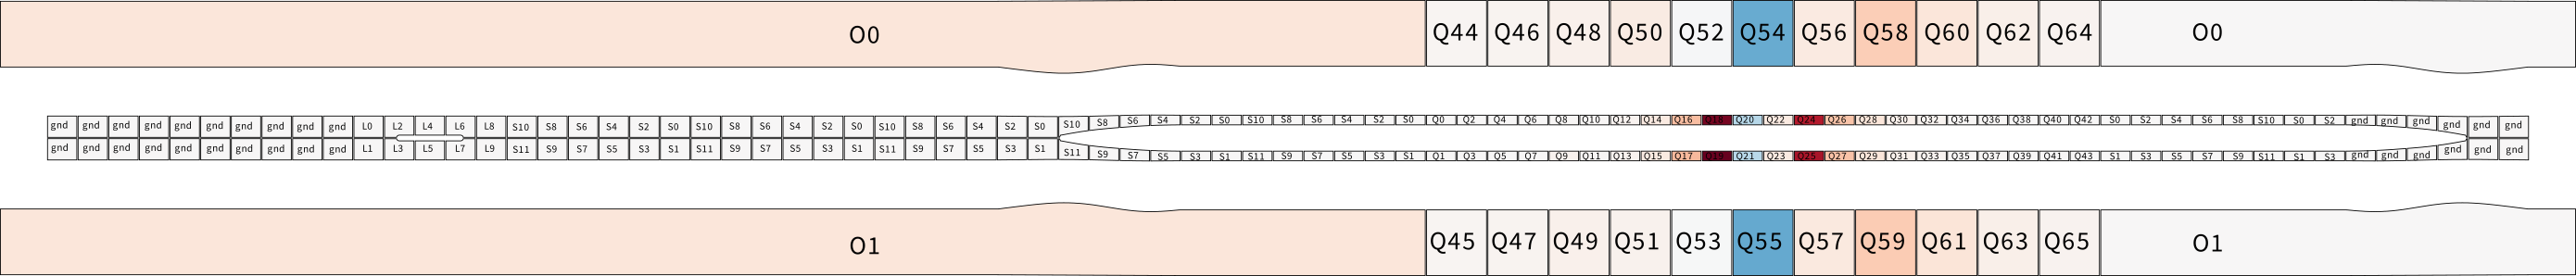 O0 Q44 Q46 Q48 Q50 Q52 Q54 Q56 Q58 Q60 Q62 Q64 O0
gnd gnd gnd gnd gnd gnd gnd gnd gnd gnd L0 L2 L4 L6 L8 S10 S8 S6 S4 S2 S0 S10 S8 S6 S4 S2 S0 S10 S8 S6 S4 S2 S0 S10 S8 S6 S4 S2 S0 S10 S8 S6 S4 S2 S0 Q0 Q2 Q4 Q6 Q8 Q10 Q12 Q14 Q16 Q18 Q20 Q22 Q24 Q26 Q28 Q30 Q32 Q34 Q36 Q38 Q40 Q42 S0 S2 S4 S6 S8 S10 S0 S2 gnd gnd gnd gnd gnd gnd
gnd gnd gnd gnd gnd gnd gnd gnd gnd gnd L1 L3 L5 L7 L9 S11 S9 S7 S5 S3 S1 S11 S9 S7 S5 S3 S1 S11 S9 S7 S5 S3 S1 S11 S9 S7 S5 S3 S1 S11 S9 S7 S5 S3 S1 Q1 Q3 Q5 Q7 Q9 Q11 Q13 Q15 Q17 Q19 Q21 Q23 Q25 Q27 Q29 Q31 Q33 Q35 Q37 Q39 Q41 Q43 S1 S3 S5 S7 S9 S11 S1 S3 gnd gnd gnd gnd gnd gnd
O1 Q45 Q47 Q49 Q51 Q53 Q55 Q57 Q59 Q61 Q63 Q65 O1